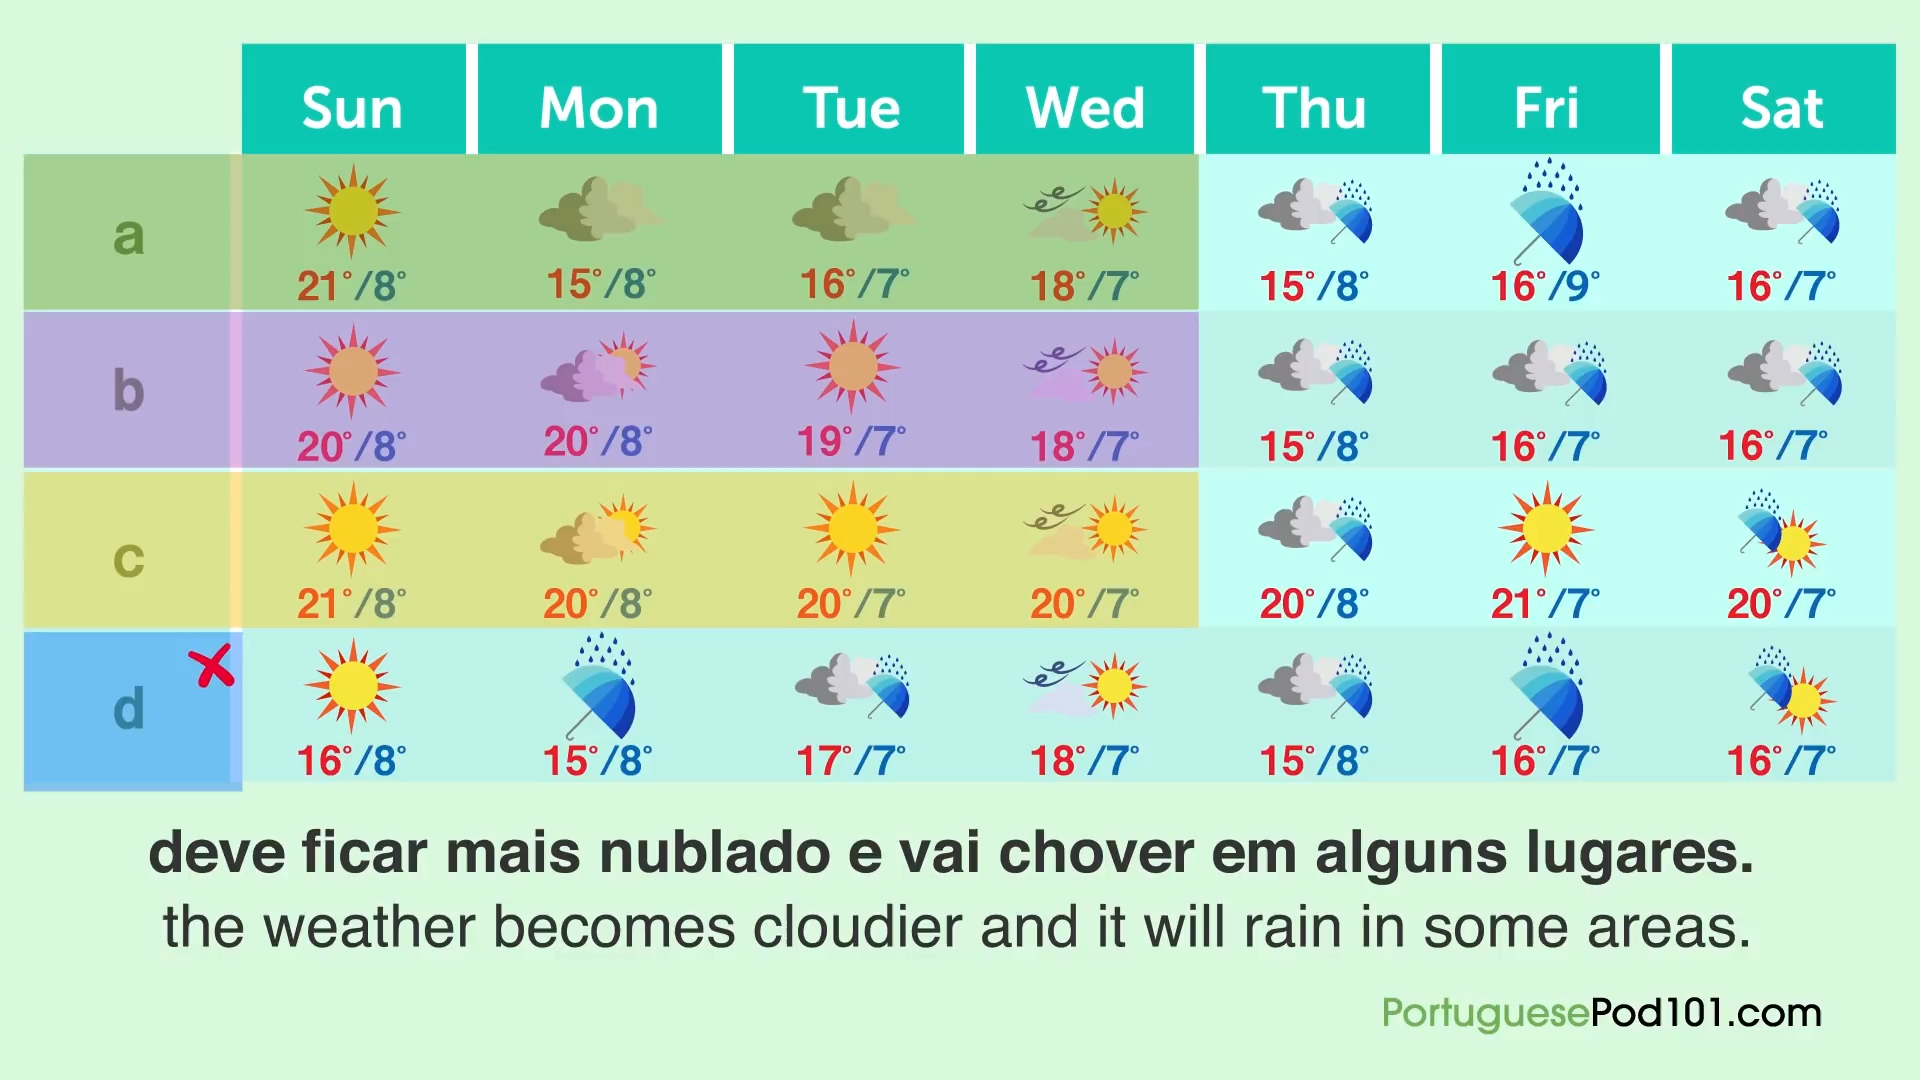 Sun Mon Tue Wed Thu Fri Sat
a
21°/8° 15°/8° 16°/7° 18°/7° 15°/8° 16°/9° 16°/7°
b
20°/8° 20°/8° 19°/7° 18°/7° 15°/8° 16°/7° 16°/7°
c
21°/8° 20°/8° 20°/7° 20°/7° 20°/8° 21°/7° 20°/7°
d
16°/8° 15°/8° 17°/7° 18°/7° 15°/8° 16°/7° 16°/7°
deve ficar mais nublado e vai chover em alguns lugares.
the weather becomes cloudier and it will rain in some areas.
PortuguesePod101.com